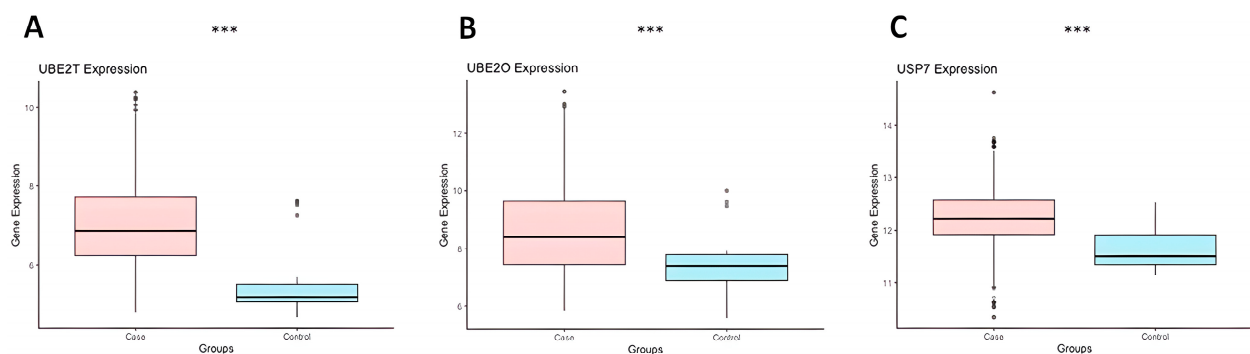 A
***
UBE2T Expression
Gene Expression
10
8
6
Case
Control
Groups
B
***
UBE2O Expression
Gene Expression
12
10
8
6
Case
Control
Groups
C
***
USP7 Expression
Gene Expression
14
13
12
11
Case
Control
Groups